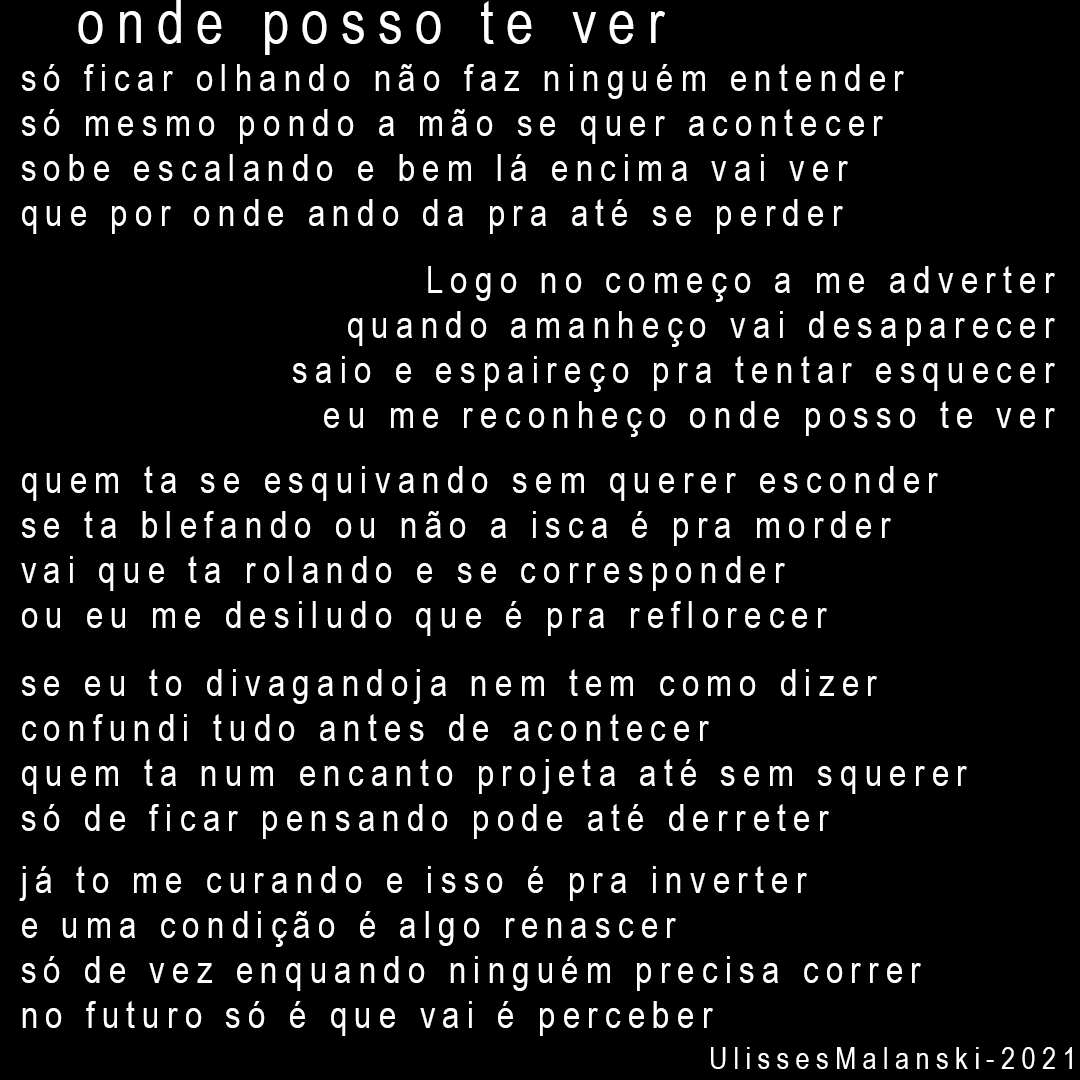 onde posso te ver
só ficar olhando não faz ninguém entender
só mesmo pondo a mão se quer acontecer
sobe escalando e bem lá encima vai ver
que por onde ando da pra até se perder
Logo no começo a me adverter
quando amanheço vai desaparecer
saio e espaireço pra tentar esquecer
eu me reconheço onde posso te ver
quem ta se esquivando sem querer esconder
se ta blefando ou não a isca é pra morder
vai que ta rolando e se corresponder
ou eu me desiludo que é pra reflorecer
se eu to divagandoja nem tem como dizer
confundi tudo antes de acontecer
quem ta num encanto projeta até sem squerer
só de ficar pensando pode até derreter
já to me curando e isso é pra inverter
e uma condição é algo renascer
só de vez enquando ninguém precisa correr
no futuro só é que vai é perceber
UlissesMalanski-2021